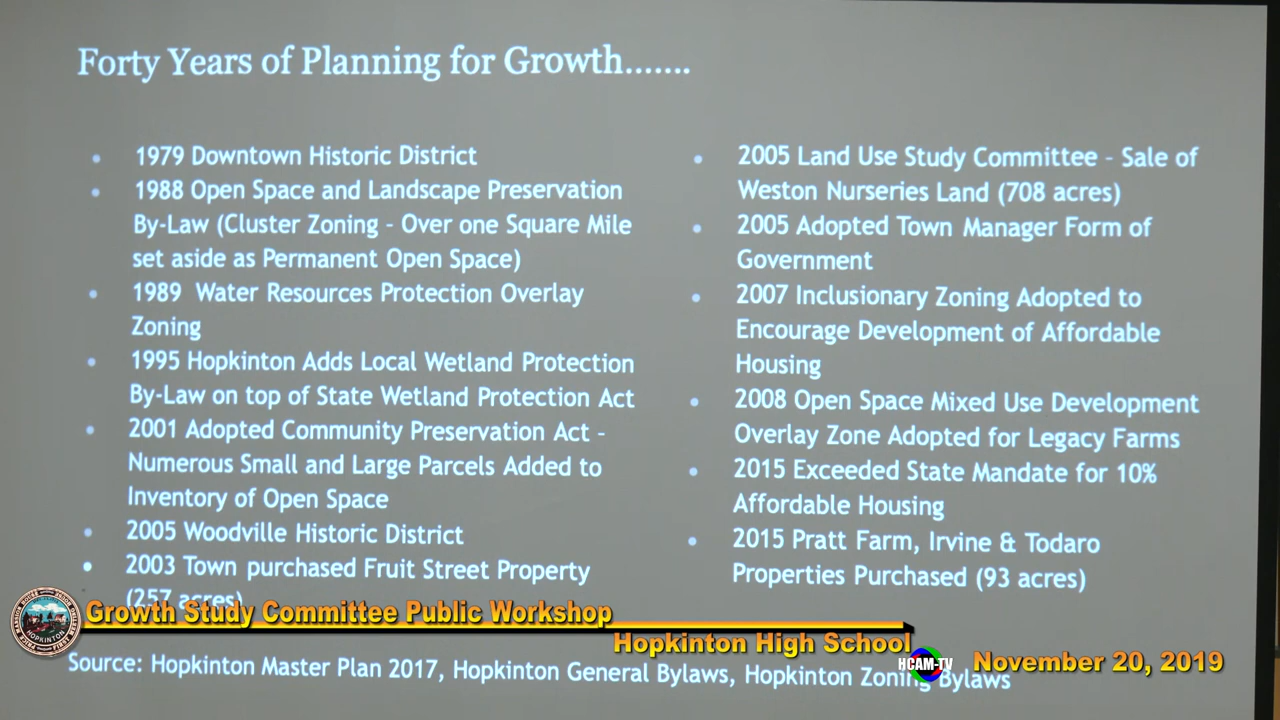 Forty Years of Planning for Growth.......
• 1979 Downtown Historic District
• 1988 Open Space and Landscape Preservation
By-Law (Cluster Zoning - Over one Square Mile
set aside as Permanent Open Space)
• 1989 Water Resources Protection Overlay
Zoning
• 1995 Hopkinton Adds Local Wetland Protection
By-Law on top of State Wetland Protection Act
• 2001 Adopted Community Preservation Act -
Numerous Small and Large Parcels Added to
Inventory of Open Space
• 2005 Woodville Historic District
• 2003 Town purchased Fruit Street Property
(257 acres)
• 2005 Land Use Study Committee - Sale of
Weston Nurseries Land (708 acres)
• 2005 Adopted Town Manager Form of
Government
• 2007 Inclusionary Zoning Adopted to
Encourage Development of Affordable
Housing
• 2008 Open Space Mixed Use Development
Overlay Zone Adopted for Legacy Farms
• 2015 Exceeded State Mandate for 10%
Affordable Housing
• 2015 Pratt Farm, Irvine & Todaro
Properties Purchased (93 acres)
HOPKINTON
Growth Study Committee Public Workshop
Hopkinton High School
HCAM-TV
November 20, 2019
Source: Hopkinton Master Plan 2017, Hopkinton General Bylaws, Hopkinton Zoning Bylaws